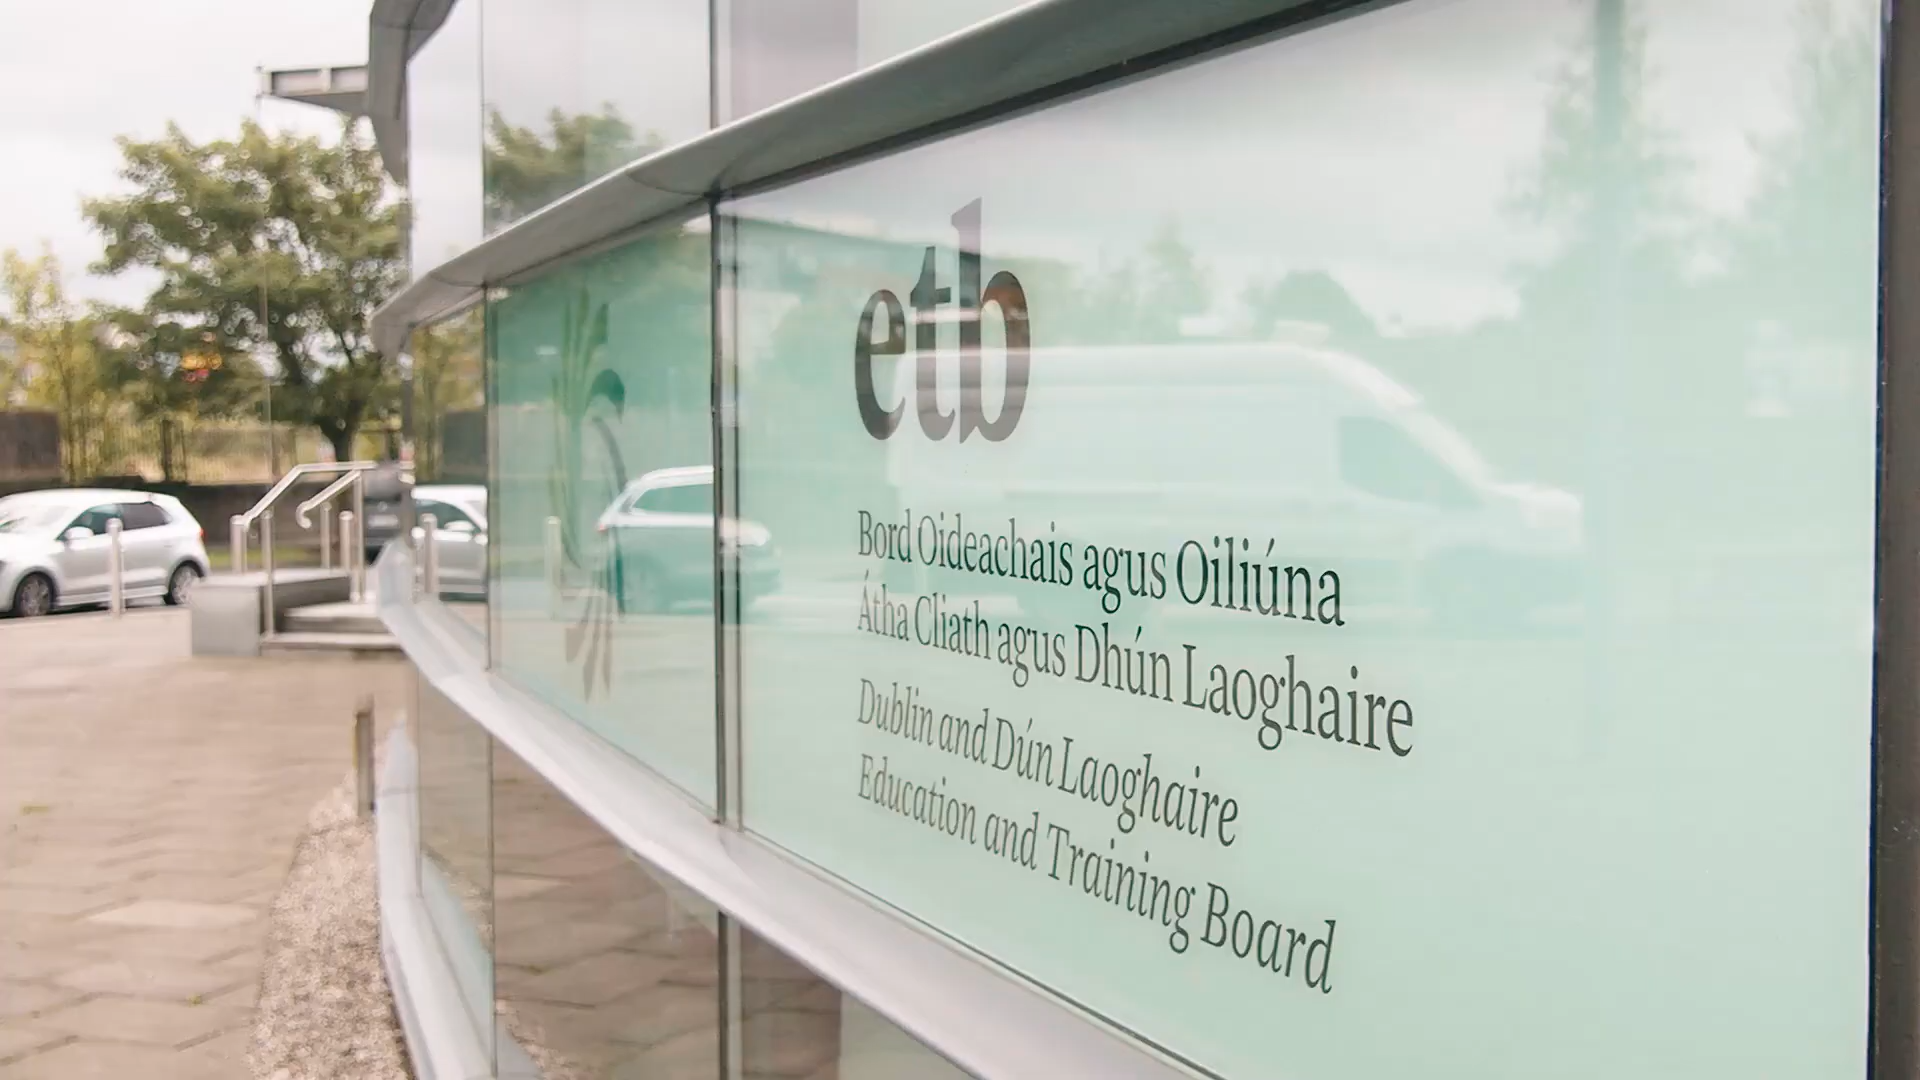 etb
Bord Oideachais agus Oiliúna
Átha Cliath agus Dhún Laoghaire
Dublin and Dún Laoghaire
Education and Training Board